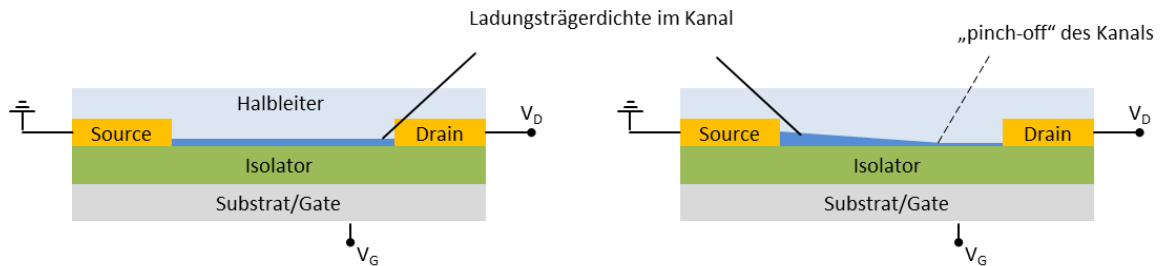 Ladungsträgerdichte im Kanal
„pinch-off“ des Kanals
Halbleiter
Source
Drain
V_D
Isolator
Substrat/Gate
V_G
Source
Drain
V_D
Isolator
Substrat/Gate
V_G